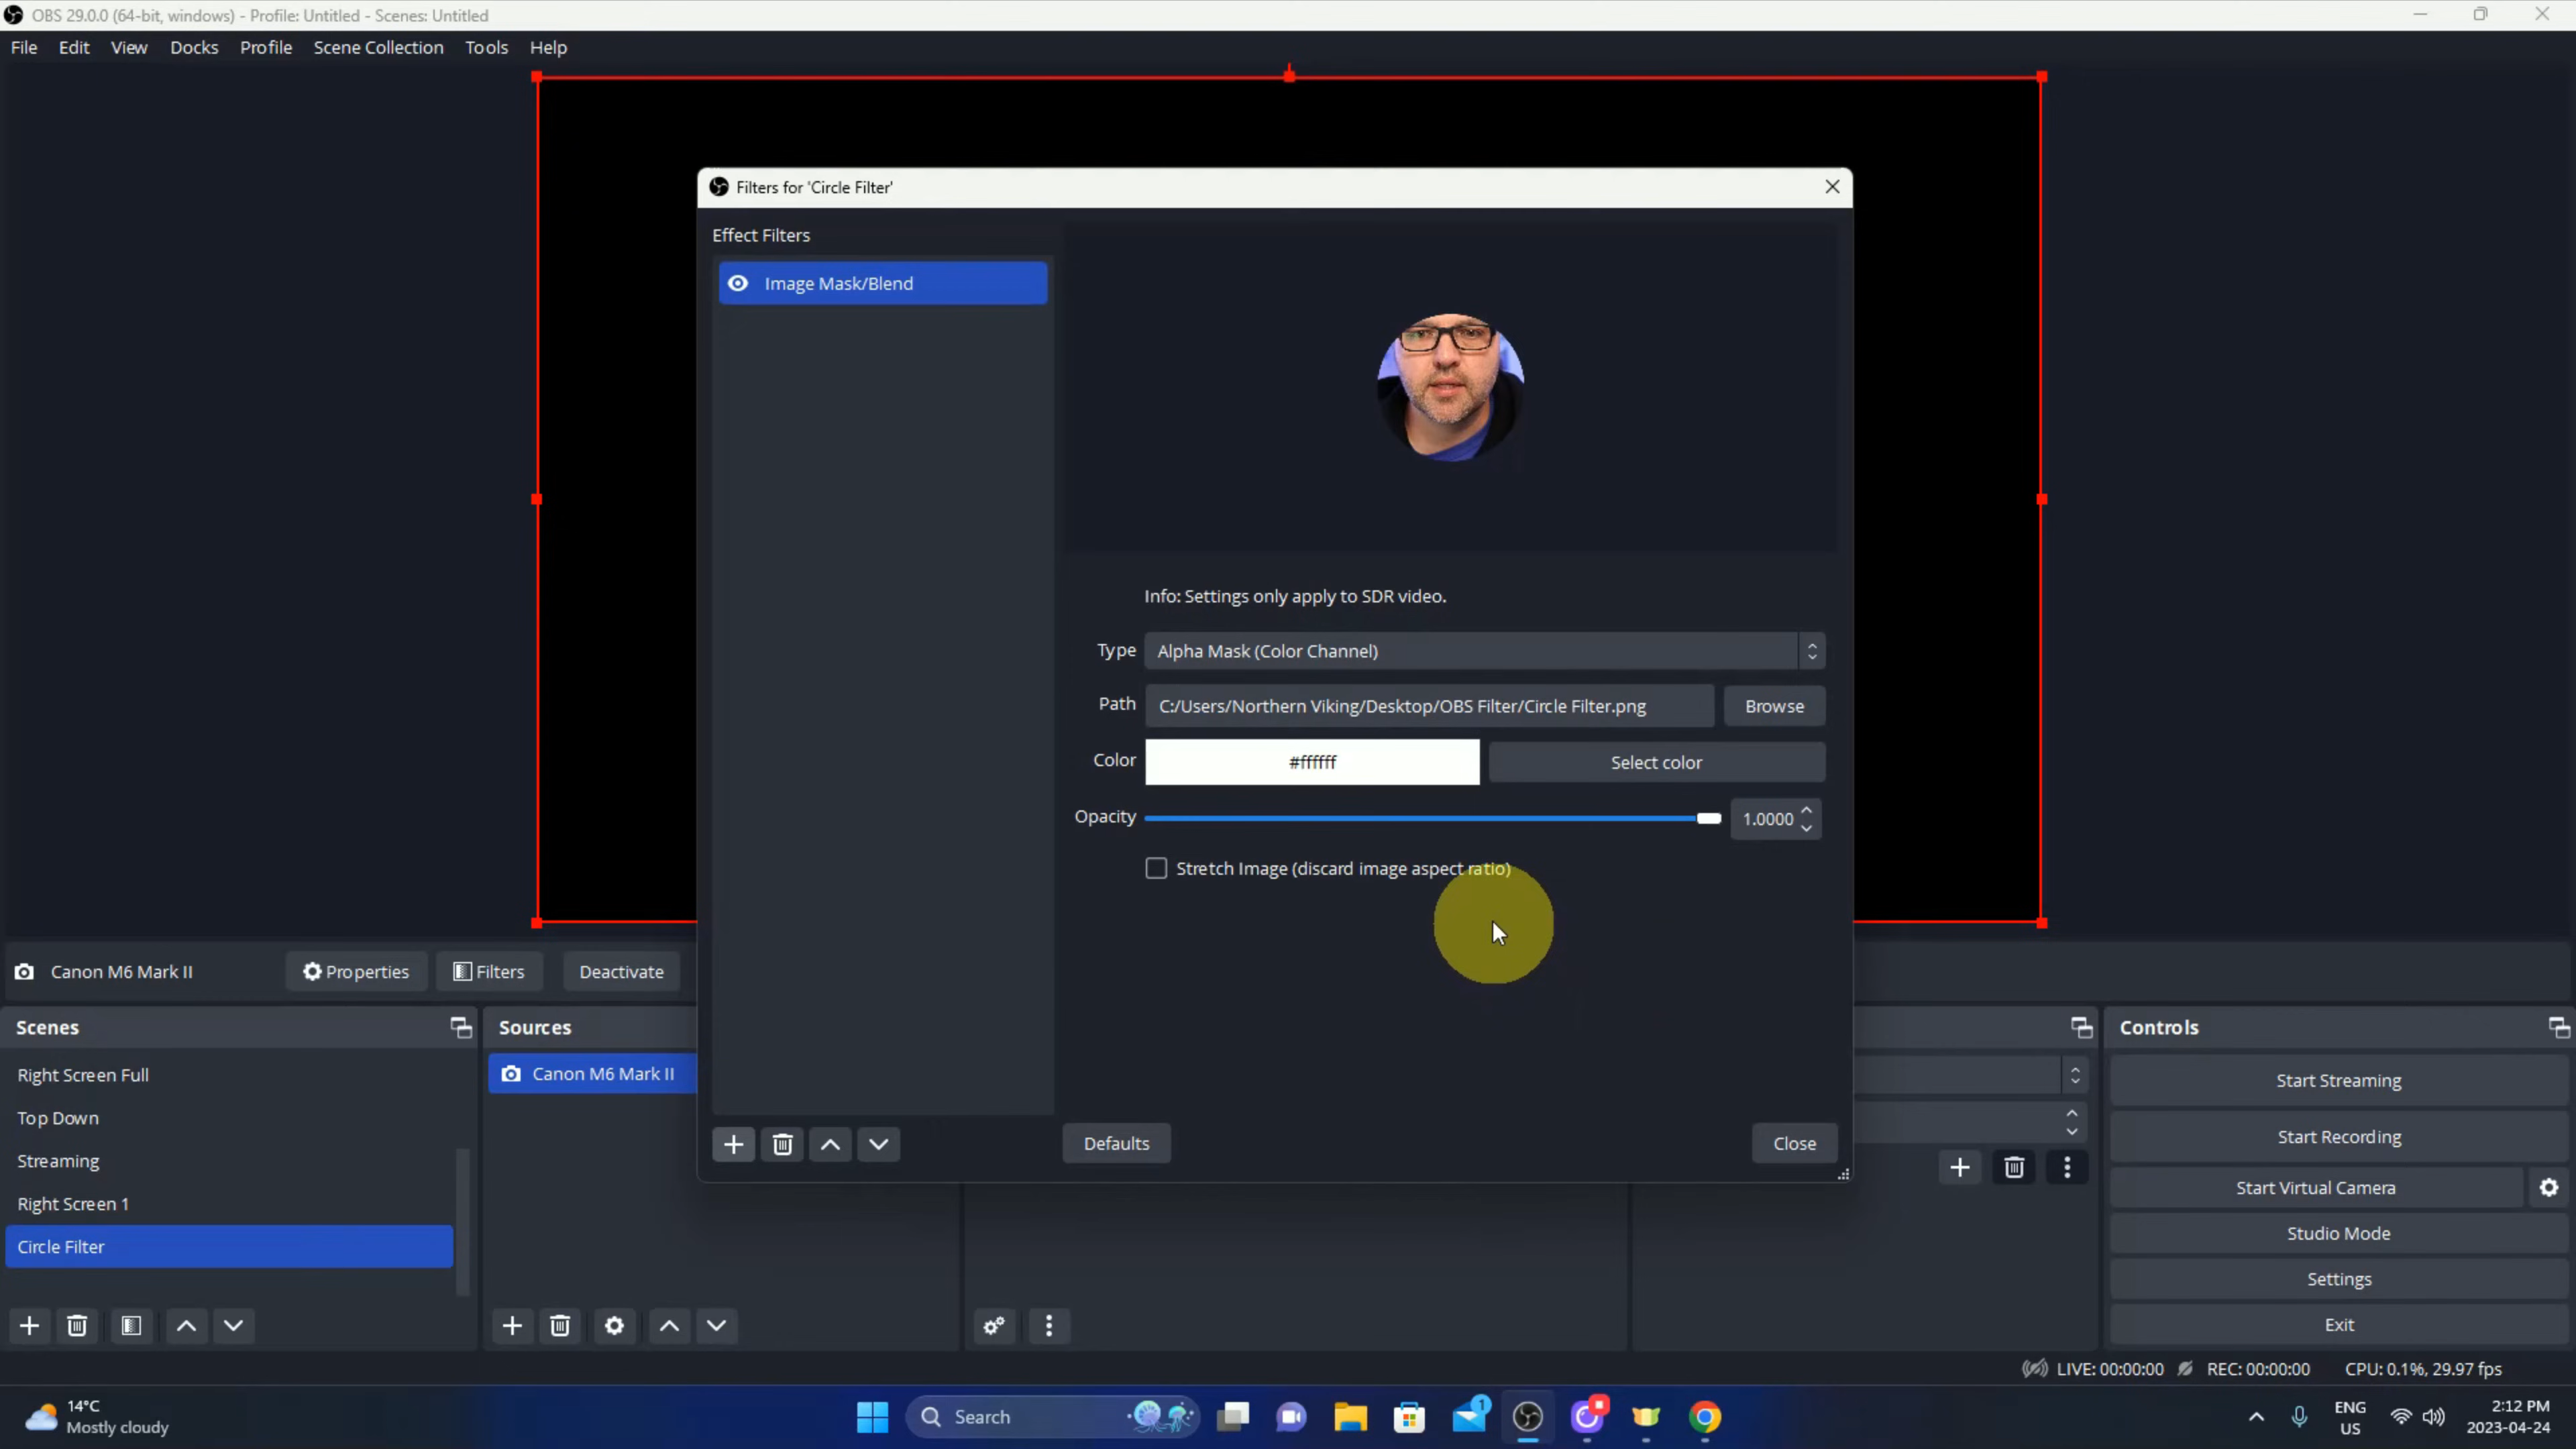 OBS 29.0.0 (64-bit, windows) - Profile: Untitled - Scenes: Untitled
File Edit View Docks Profile Scene Collection Tools Help
Filters for 'Circle Filter'
Effect Filters
Image Mask/Blend
Info: Settings only apply to SDR video.
Type Alpha Mask (Color Channel)
Path C:/Users/Northern Viking/Desktop/OBS Filter/Circle Filter.png Browse
Color #ffffff Select color
Opacity 1.0000
Stretch Image (discard image aspect ratio)
Defaults Close
Canon M6 Mark II Properties Filters Deactivate
Scenes
Right Screen Full
Top Down
Streaming
Right Screen 1
Circle Filter
Sources
Canon M6 Mark II
Controls
Start Streaming
Start Recording
Start Virtual Camera
Studio Mode
Settings
Exit
LIVE: 00:00:00 REC: 00:00:00 CPU: 0.1%, 29.97 fps
14°C
Mostly cloudy
Search
1
ENG
US
2:12 PM
2023-04-24